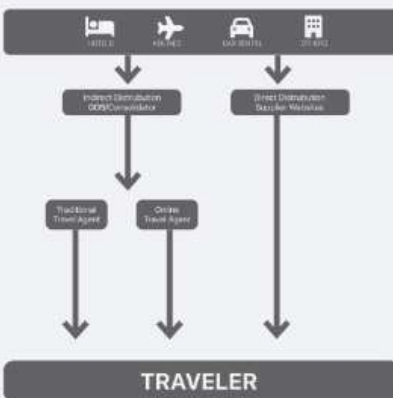 HOTELS AIRLINES CAR RENTAL OTHERS
Indirect Distribution
GDS/Consolidator
Direct Distribution
Supplier Websites
Traditional
Travel Agent
Online
Travel Agent
TRAVELER